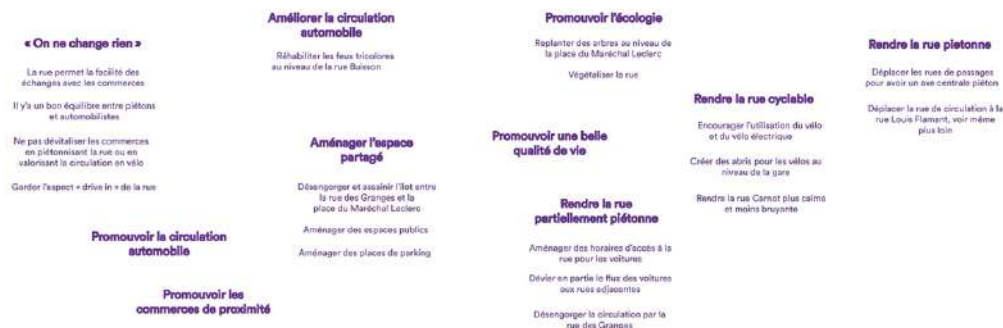 « On ne change rien »
La rue permet la facilité des
échanges avec les commerces
Il y'a un bon équilibre entre piétons
et automobilistes
Ne pas dévitaliser les commerces
en piétonnisant la rue ou en
valorisant la circulation en vélo
Garder l'aspect « drive in » de la rue
Améliorer la circulation
automobile
Réhabiliter les feux tricolores
au niveau de la rue Buisson
Promouvoir l'écologie
Replanter des arbres au niveau de
la place du Maréchal Leclerc
Végétaliser la rue
Rendre la rue pietonne
Déplacer les rues de passages
pour avoir un axe centrale piéton
Déplacer la rue de circulation à la
rue Louis Flamant, voir même
plus loin
Rendre la rue cyclable
Encourager l'utilisation du vélo
et du vélo électrique
Créer des abris pour les vélos au
niveau de la gare
Rendre la rue Carnot plus calme
et moins bruyante
Aménager l'espace
partagé
Désengorger et assainir l'îlot entre
la rue des Granges et la
place du Maréchal Leclerc
Aménager des espaces publics
Aménager des places de parking
Promouvoir une belle
qualité de vie
Rendre la rue
partiellement piétonne
Aménager des horaires d'accès à la
rue pour les voitures
Dévier en partie le flux des voitures
aux rues adjacentes
Désengorger la circulation par la
rue des Granges
Promouvoir la circulation
automobile
Promouvoir les
commerces de proximité